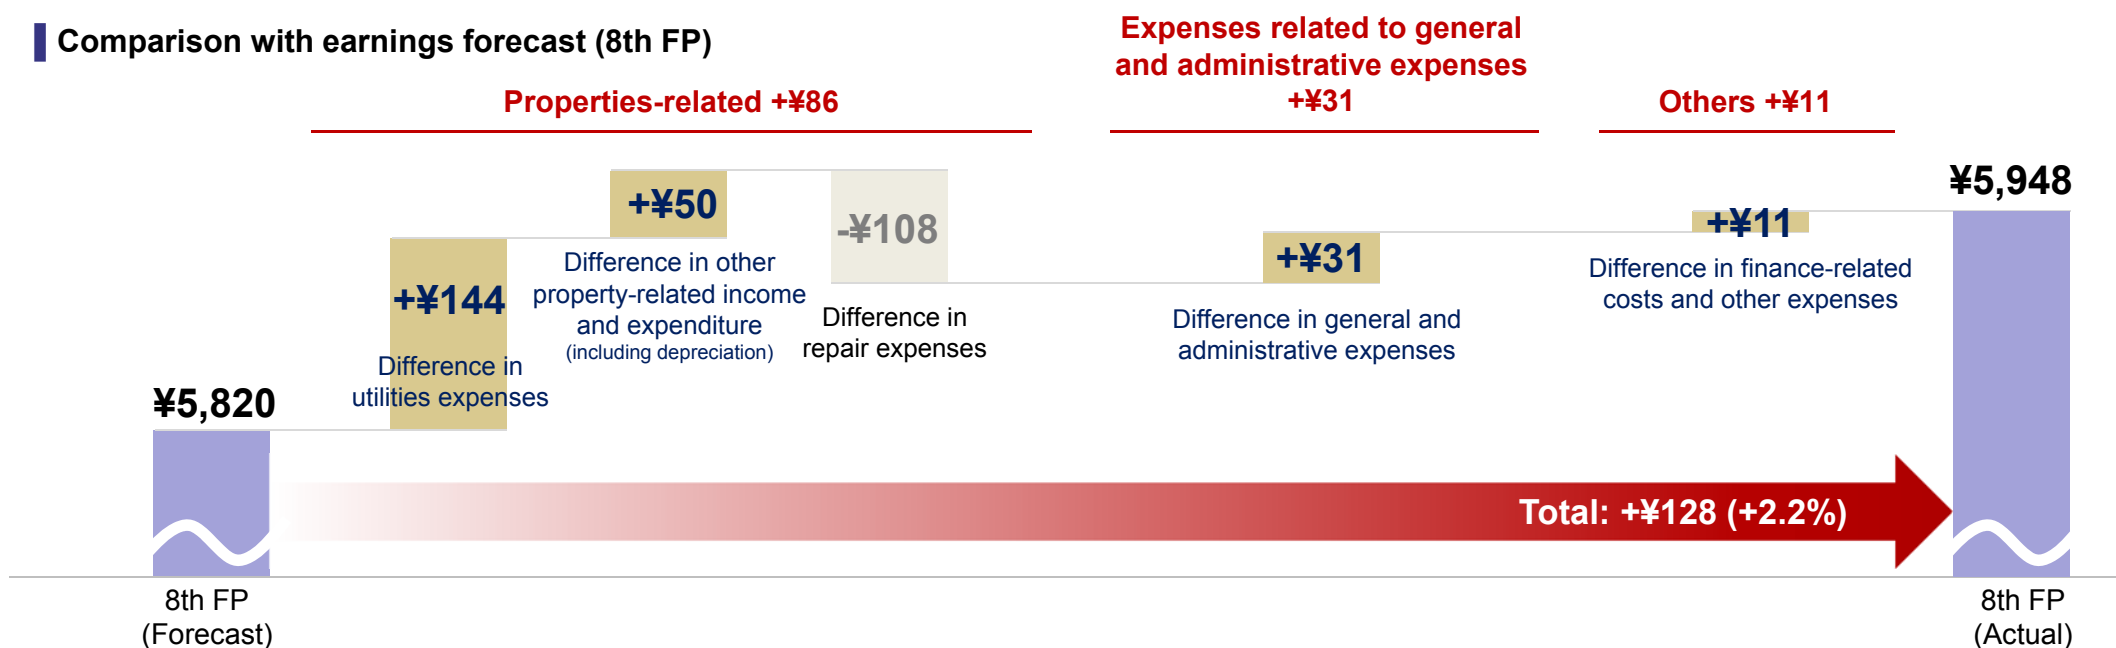 Comparison with earnings forecast (8th FP)
Properties-related +¥86
Expenses related to general
and administrative expenses
+¥31
Others +¥11
¥5,820
+¥144
Difference in
utilities expenses
+¥50
Difference in other
property-related income
and expenditure
(including depreciation)
-¥108
Difference in
repair expenses
+¥31
Difference in general and
administrative expenses
+¥11
Difference in finance-related
costs and other expenses
¥5,948
Total: +¥128 (+2.2%)
8th FP
(Forecast)
8th FP
(Actual)